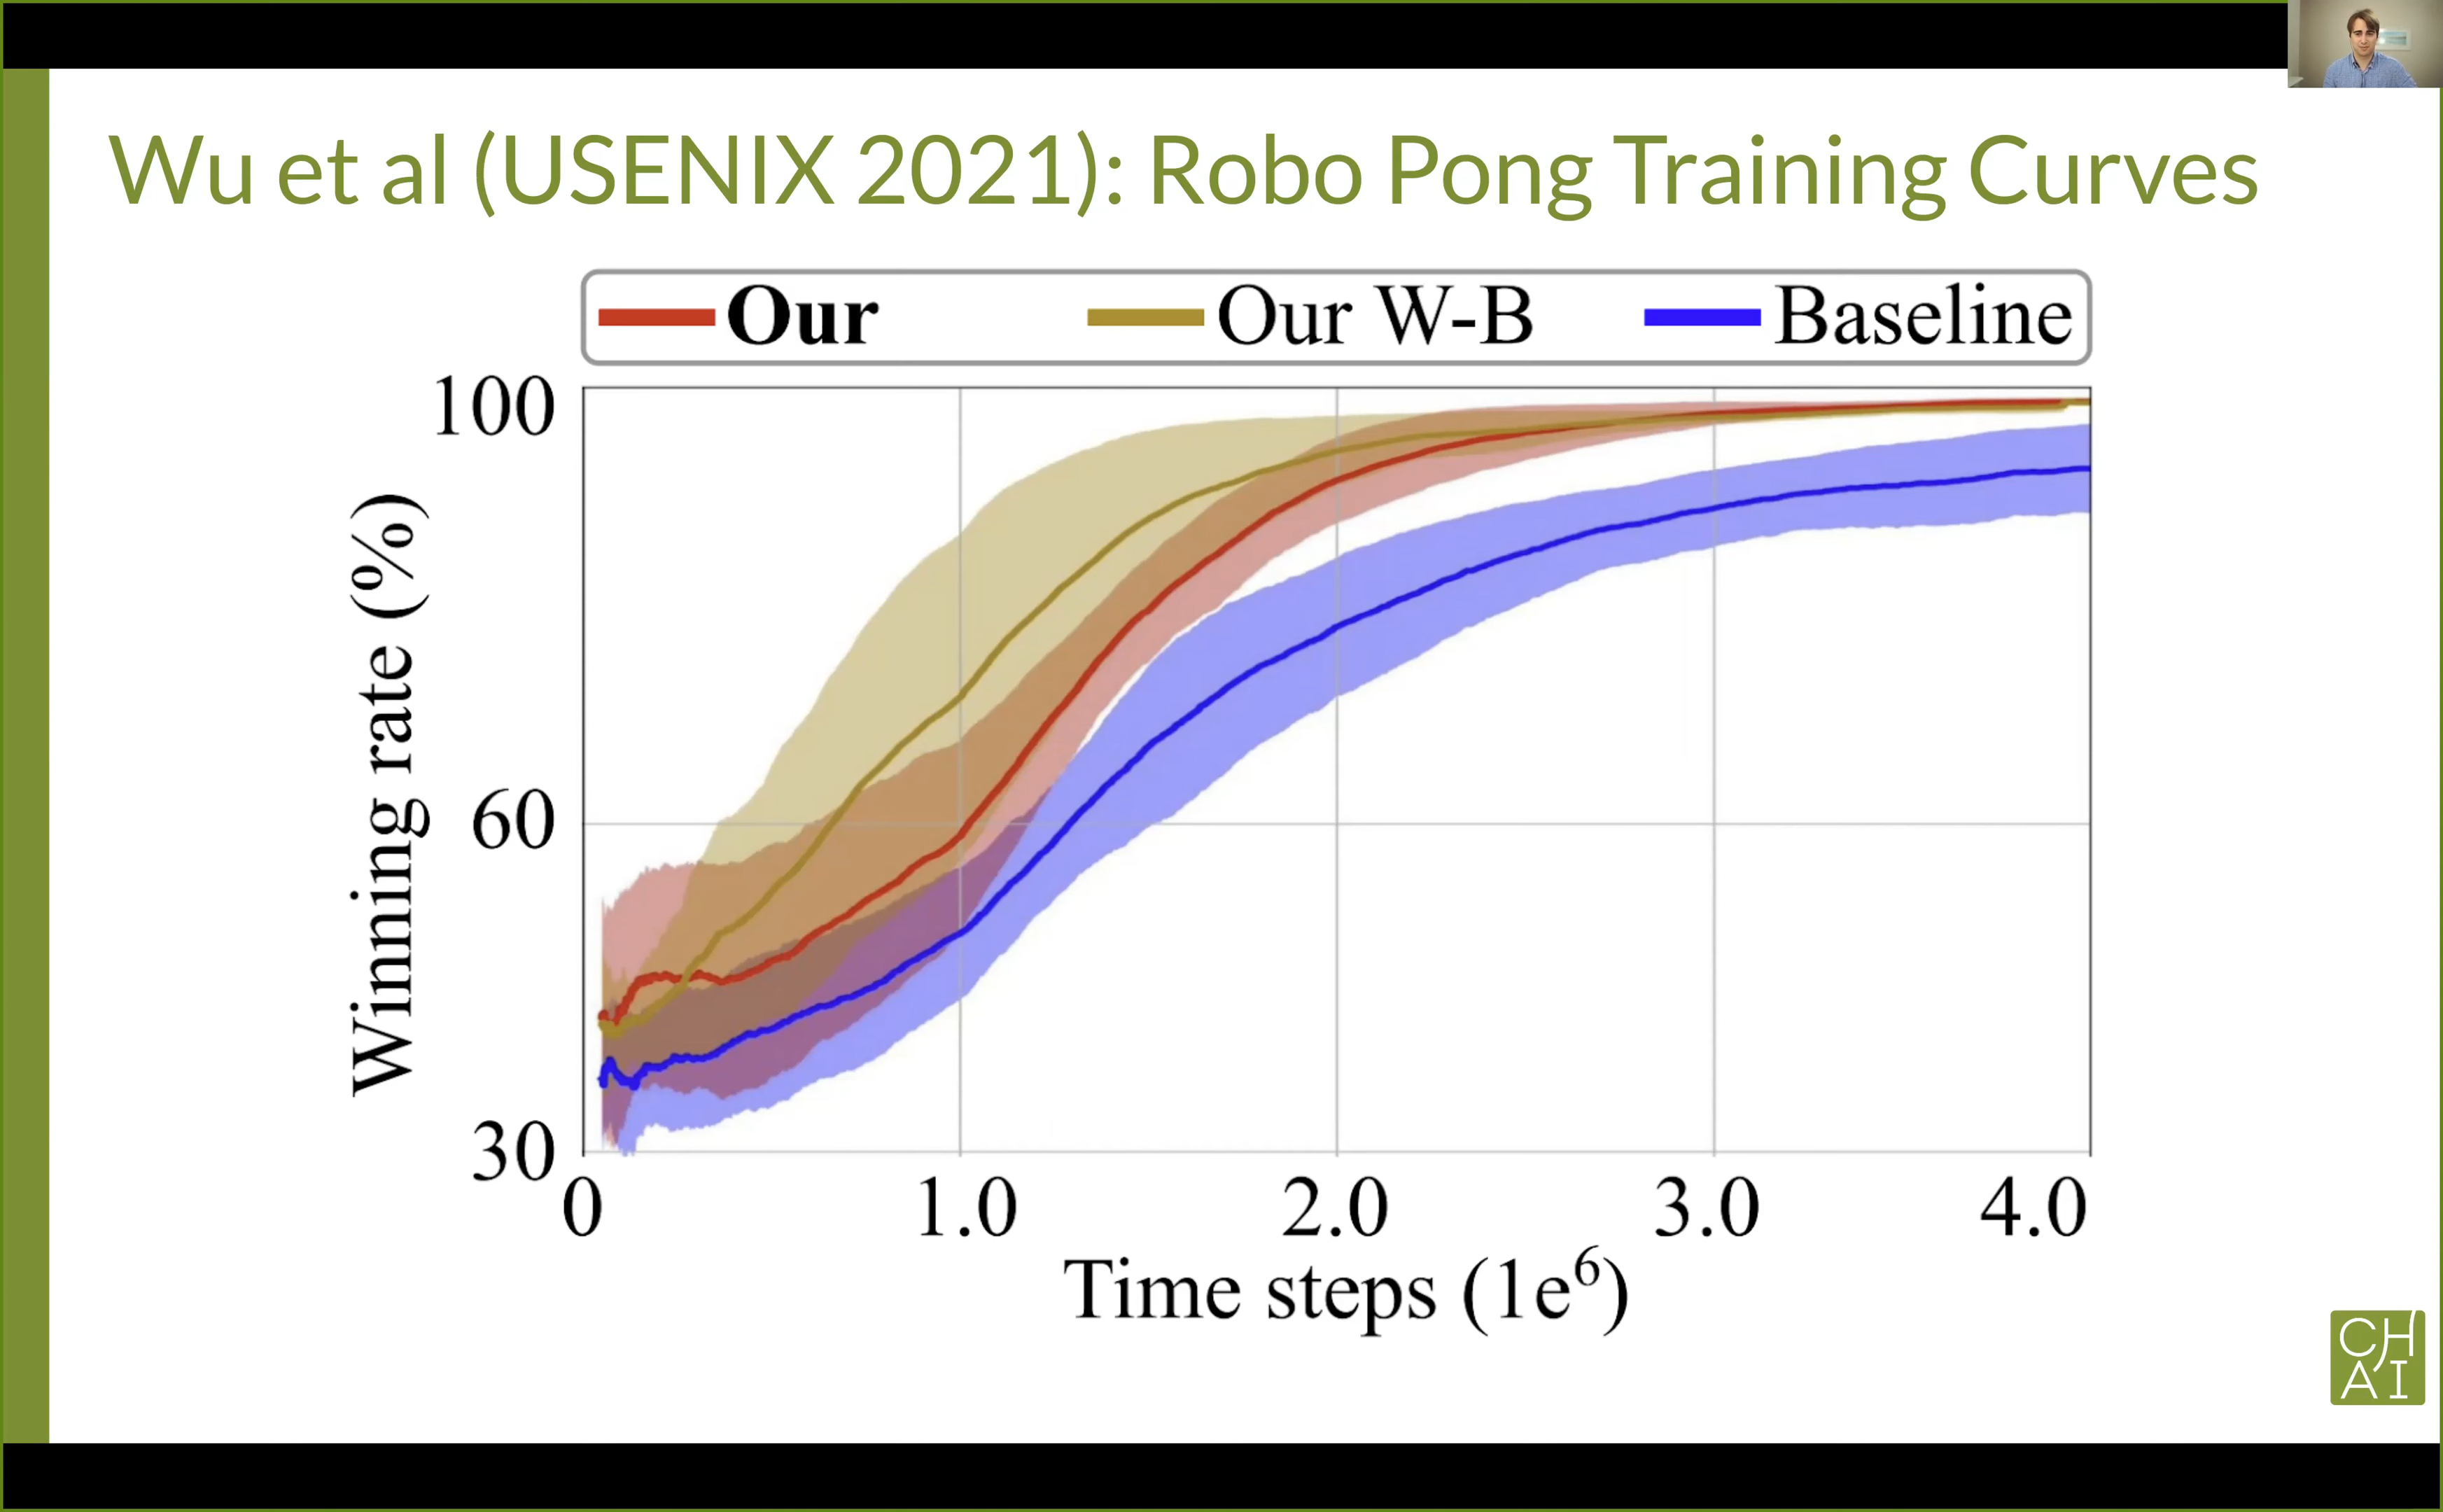 Wu et al (USENIX 2021): Robo Pong Training Curves
Our Our W-B Baseline
100
60
30
Winning rate (%)
0 1.0 2.0 3.0 4.0
Time steps (1e⁶)
CH
AI